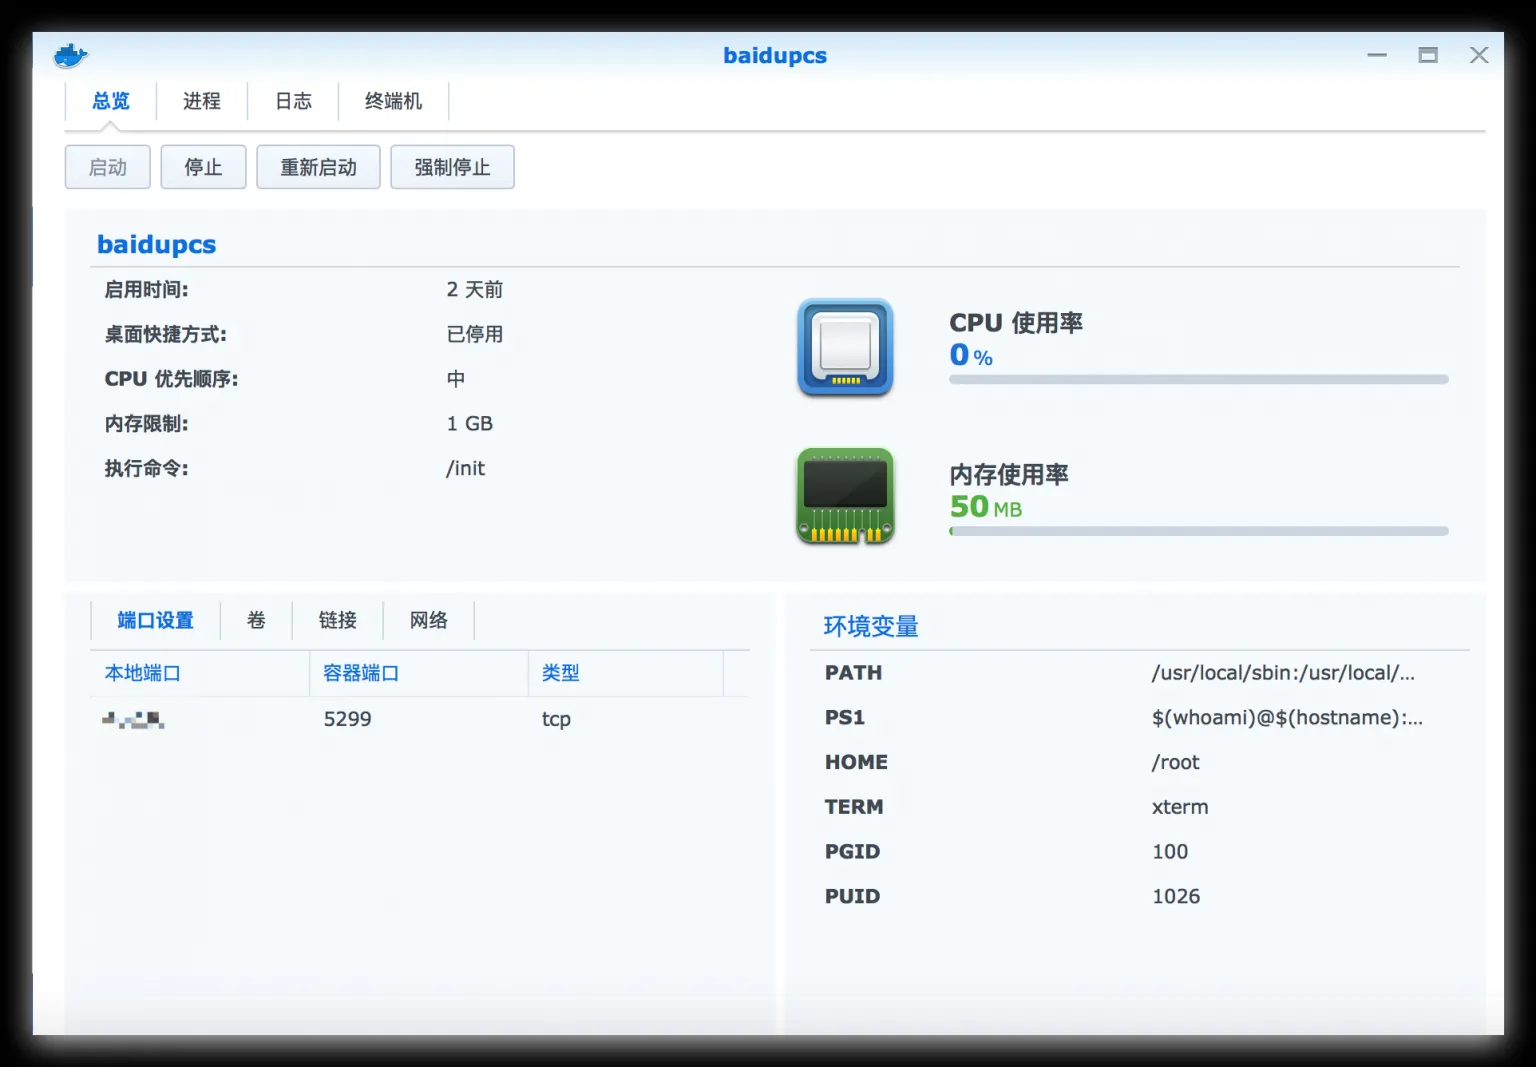 baidupcs
总览 进程 日志 终端机
启动 停止 重新启动 强制停止
baidupcs
启用时间: 2 天前
桌面快捷方式: 已停用
CPU 优先顺序: 中
内存限制: 1 GB
执行命令: /init
CPU 使用率
0 %
内存使用率
50 MB
端口设置 卷 链接 网络
本地端口 容器端口 类型
5299 tcp
环境变量
PATH /usr/local/sbin:/usr/local/...
PS1 $(whoami)@$(hostname):...
HOME /root
TERM xterm
PGID 100
PUID 1026